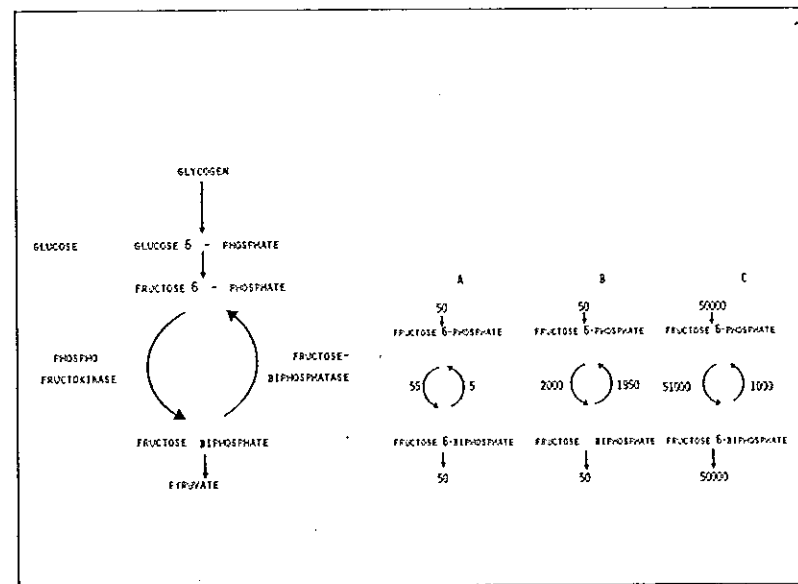 GLYCOGEN
GLUCOSE
GLUCOSE 6 - PHOSPHATE
FRUCTOSE 6 - PHOSPHATE
PHOSPHO
FRUCTOKINASE
FRUCTOSE-
BIPHOSPHATASE
FRUCTOSE BIPHOSPHATE
PYRUVATE
A
50
FRUCTOSE 6-PHOSPHATE
55
5
FRUCTOSE 6-BIPHOSPHATE
50
B
50
FRUCTOSE 6-PHOSPHATE
2000
1950
FRUCTOSE BIPHOSPHATE
50
C
50000
FRUCTOSE 6-PHOSPHATE
51000
1000
FRUCTOSE 6-BIPHOSPHATE
50000